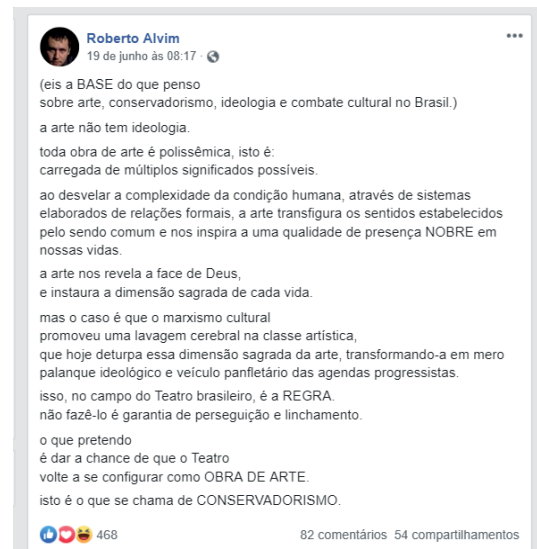 Roberto Alvim
19 de junho às 08:17 ·
(eis a BASE do que penso
sobre arte, conservadorismo, ideologia e combate cultural no Brasil.)
a arte não tem ideologia.
toda obra de arte é polissêmica, isto é:
carregada de múltiplos significados possíveis.
ao desvelar a complexidade da condição humana, através de sistemas
elaborados de relações formais, a arte transfigura os sentidos estabelecidos
pelo sendo comum e nos inspira a uma qualidade de presença NOBRE em
nossas vidas.
a arte nos revela a face de Deus,
e instaura a dimensão sagrada de cada vida.
mas o caso é que o marxismo cultural
promoveu uma lavagem cerebral na classe artística,
que hoje deturpa essa dimensão sagrada da arte, transformando-a em mero
palanque ideológico e veículo panfletário das agendas progressistas.
isso, no campo do Teatro brasileiro, é a REGRA.
não fazê-lo é garantia de perseguição e linchamento.
o que pretendo
é dar a chance de que o Teatro
volte a se configurar como OBRA DE ARTE.
isto é o que se chama de CONSERVADORISMO.
468 82 comentários 54 compartilhamentos